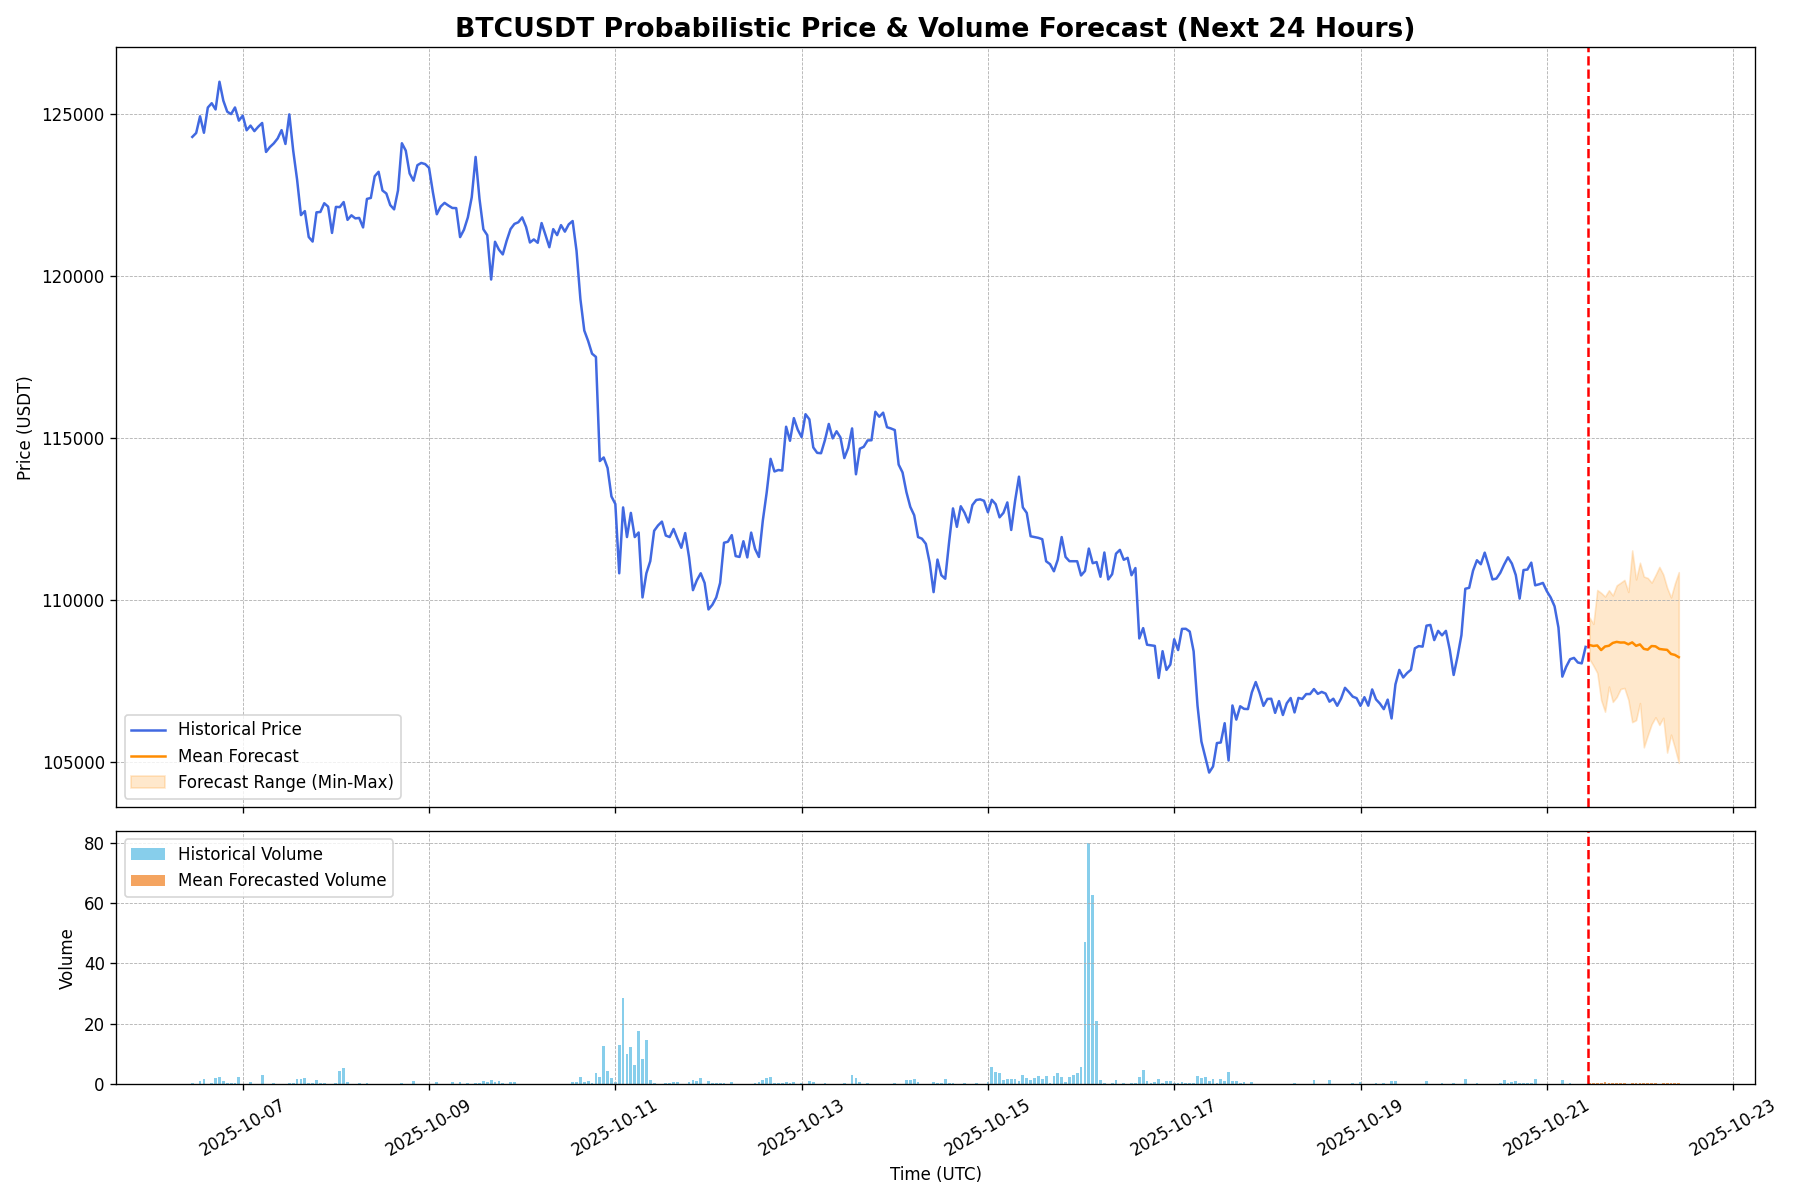 BTCUSDT Probabilistic Price & Volume Forecast (Next 24 Hours)
Price (USDT)
125000
120000
115000
110000
105000
Historical Price
Mean Forecast
Forecast Range (Min-Max)
Volume
80
60
40
20
0
Historical Volume
Mean Forecasted Volume
2025-10-07
2025-10-09
2025-10-11
2025-10-13
2025-10-15
2025-10-17
2025-10-19
2025-10-21
2025-10-23
Time (UTC)